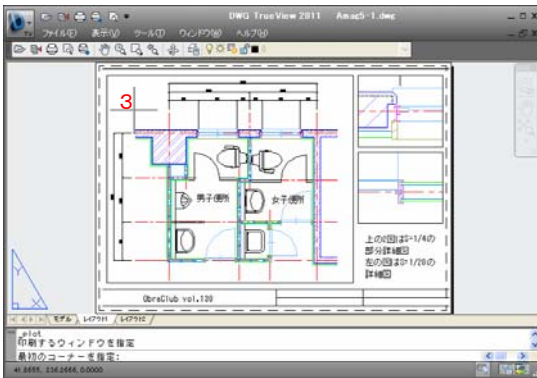 DWG TrueView 2011 Amag5-1.dwg
ファイル(F) 表示(V) ツール(T) ウィンドウ(W) ヘルプ(H)
3
男子便所
女子便所
上の2図はS=1/4の
部分詳細図
左の図はS=1/20の
詳細図
ObraClub vol.130
Y
X
モデル レイアウト1 レイアウト2
_plot
印刷するウィンドウを指定
最初のコーナーを指定: